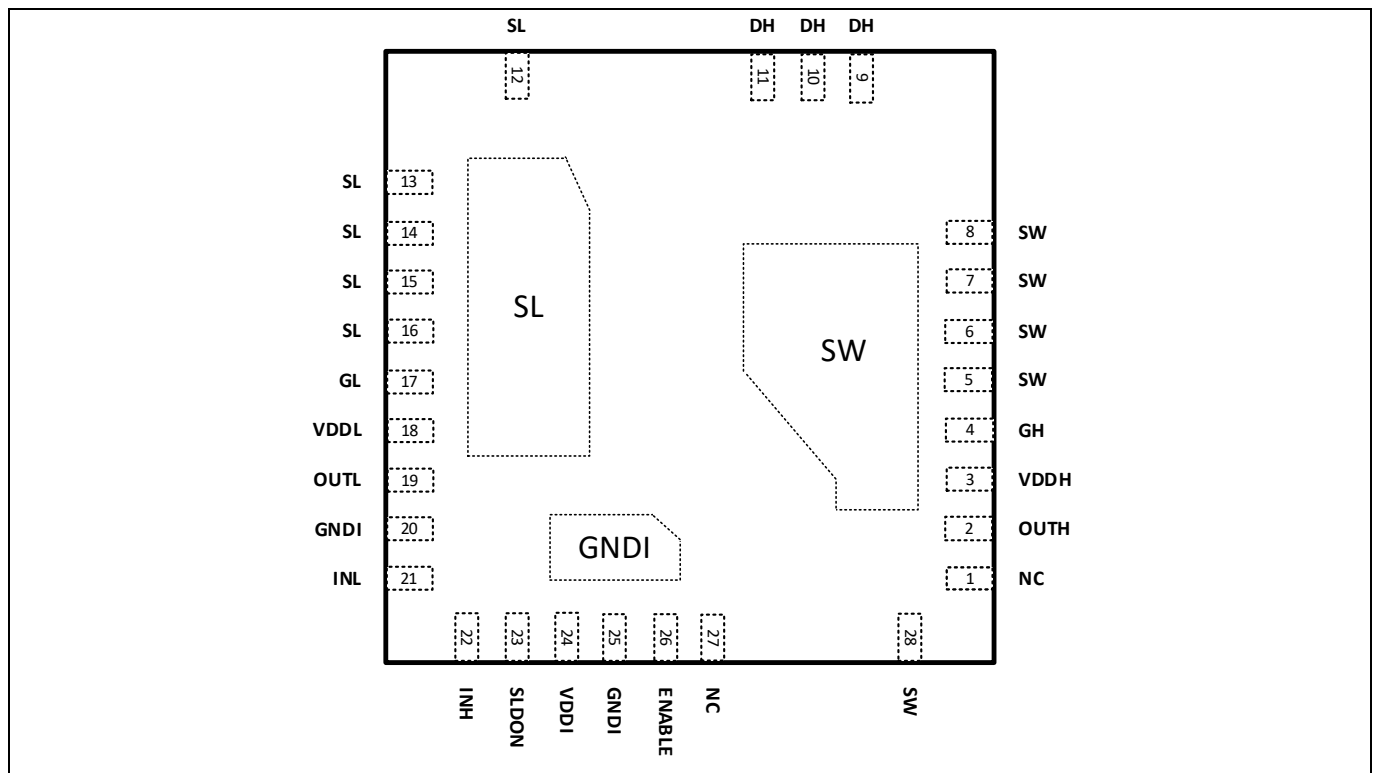 SL DH DH DH
12 11 10 9
SL 13
SL 14
SL 15
SL 16
GL 17
VDDL 18
OUTL 19
GNDI 20
INL 21
SL
SW
GNDI
8 SW
7 SW
6 SW
5 SW
4 GH
3 VDDH
2 OUTH
1 NC
22 23 24 25 26 27 28
INH SLDON VDDI GNDI ENABLE NC SW